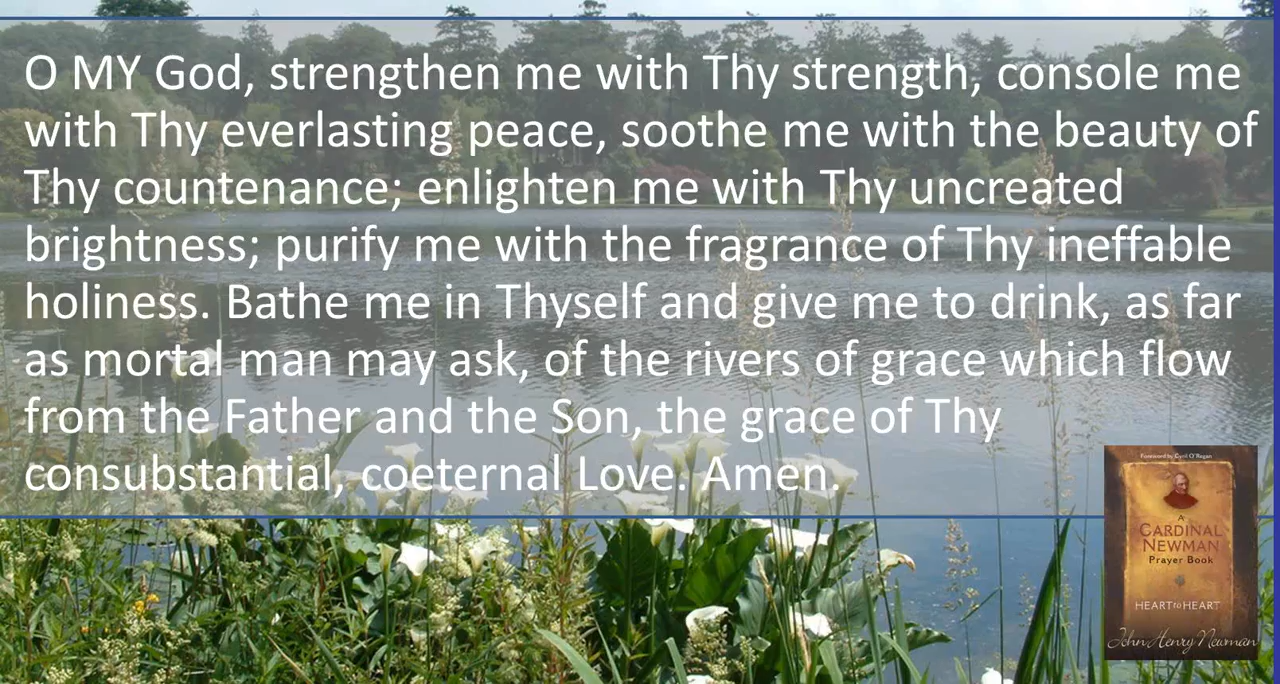 O MY God, strengthen me with Thy strength, console me
with Thy everlasting peace, soothe me with the beauty of
Thy countenance; enlighten me with Thy uncreated
brightness; purify me with the fragrance of Thy ineffable
holiness. Bathe me in Thyself and give me to drink, as far
as mortal man may ask, of the rivers of grace which flow
from the Father and the Son, the grace of Thy
consubstantial, coeternal Love. Amen.
Foreword by Cyril O'Regan
A
CARDINAL
NEWMAN
Prayer Book
HEART to HEART
John Henry Newman